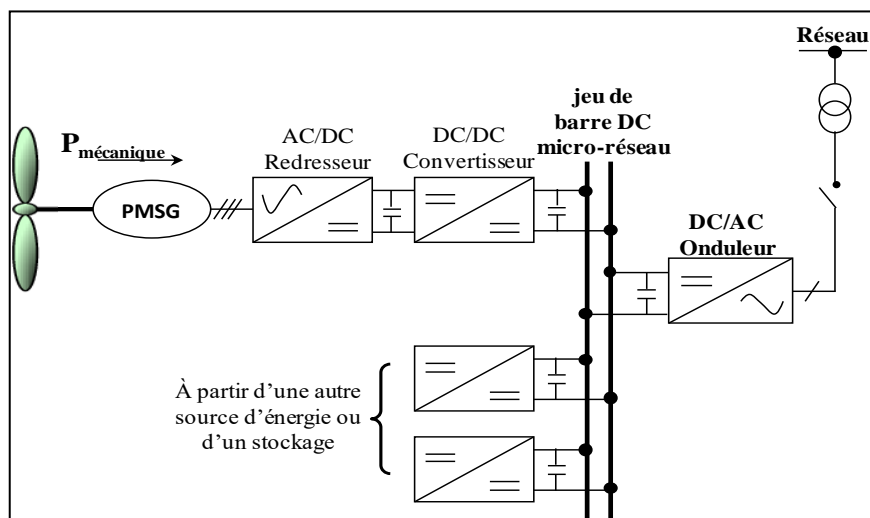 Réseau
jeu de
barre DC
micro-réseau
P mécanique
AC/DC
Redresseur
DC/DC
Convertisseur
PMSG
DC/AC
Onduleur
À partir d’une autre
source d’énergie ou
d’un stockage